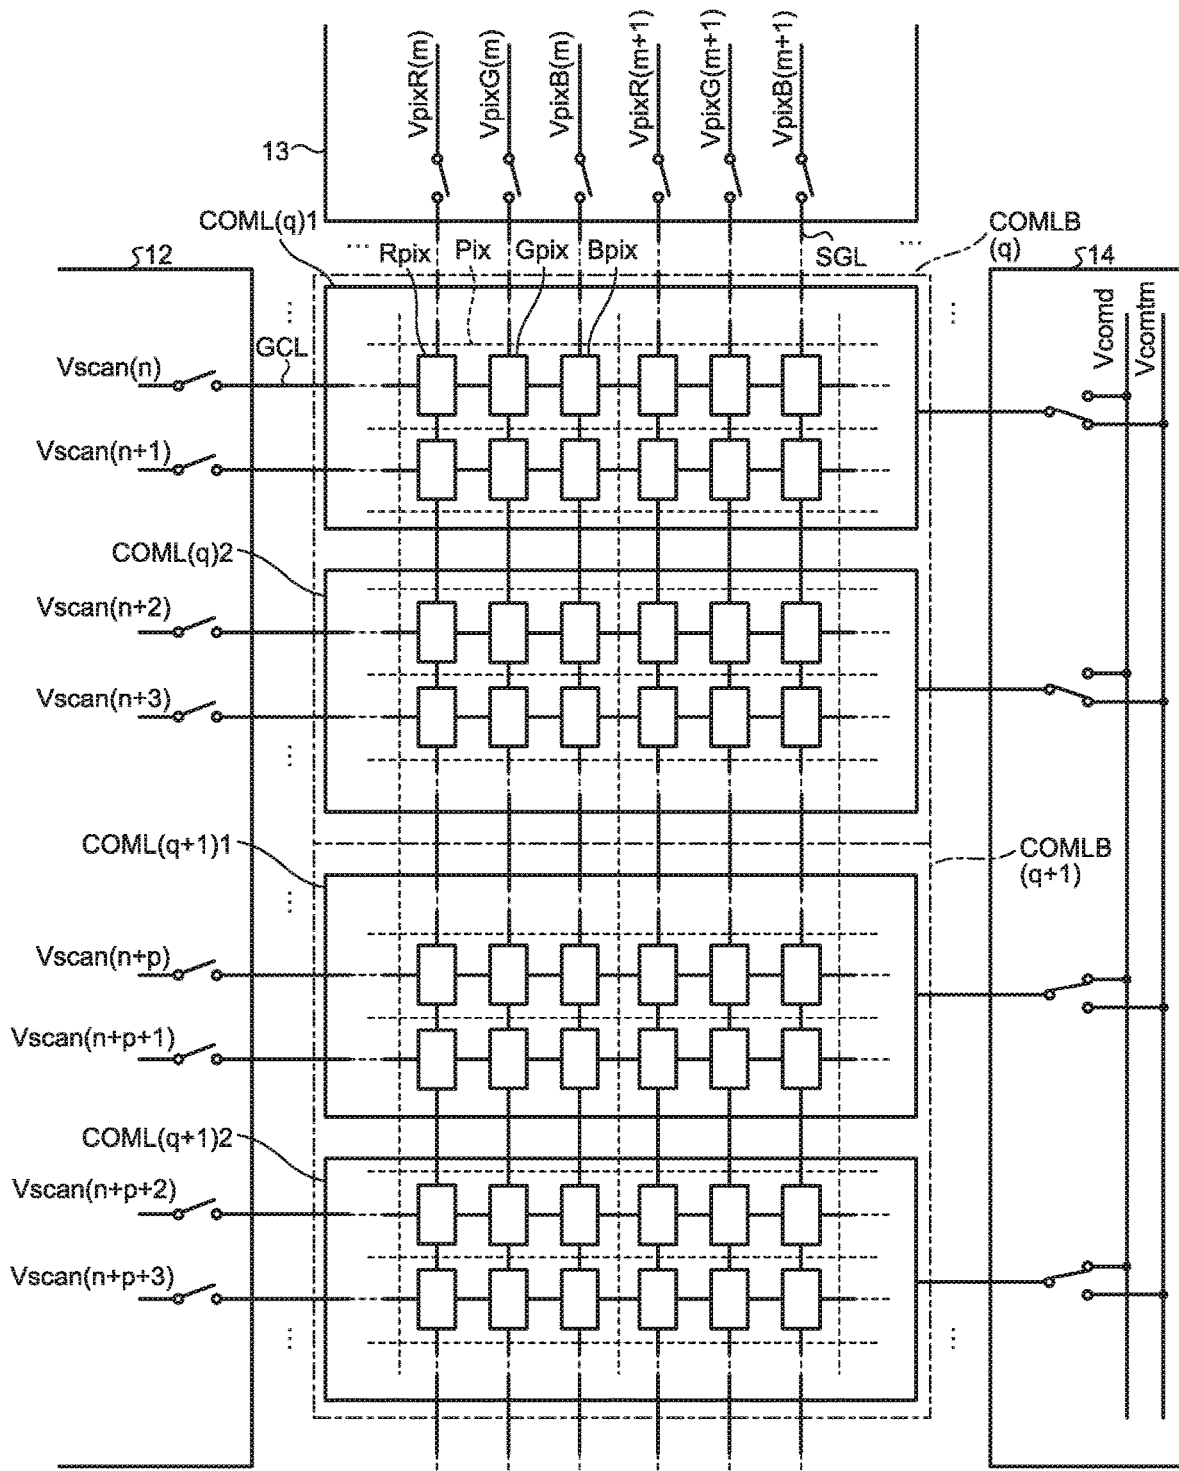 VpixR(m)
VpixG(m)
VpixB(m)
VpixR(m+1)
VpixG(m+1)
VpixB(m+1)
13
COML(q)1
COMLB
(q)
12
...
Rpix
Pix
Gpix
Bpix
SGL
...
14
...
...
Vcomd
Vcomtm
GCL
Vscan(n)
Vscan(n+1)
COML(q)2
Vscan(n+2)
Vscan(n+3)
...
COML(q+1)1
COMLB
(q+1)
...
Vscan(n+p)
Vscan(n+p+1)
COML(q+1)2
Vscan(n+p+2)
Vscan(n+p+3)
...
...